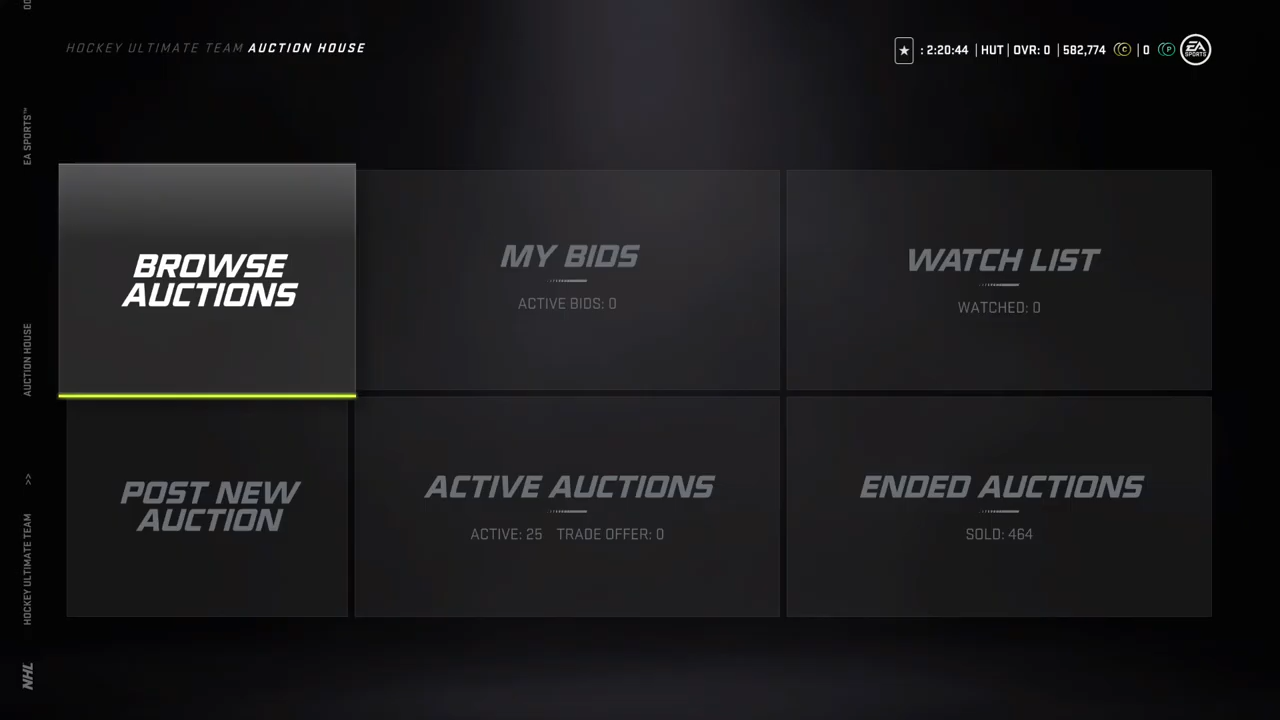 HOCKEY ULTIMATE TEAM AUCTION HOUSE
: 2:20:44 | HUT | OVR: 0 | 582,774 C | 0 P EA SPORTS
BROWSE
AUCTIONS
MY BIDS
ACTIVE BIDS: 0
WATCH LIST
WATCHED: 0
POST NEW
AUCTION
ACTIVE AUCTIONS
ACTIVE: 25 TRADE OFFER: 0
ENDED AUCTIONS
SOLD: 464
NHL
HOCKEY ULTIMATE TEAM >> AUCTION HOUSE
EA SPORTS™